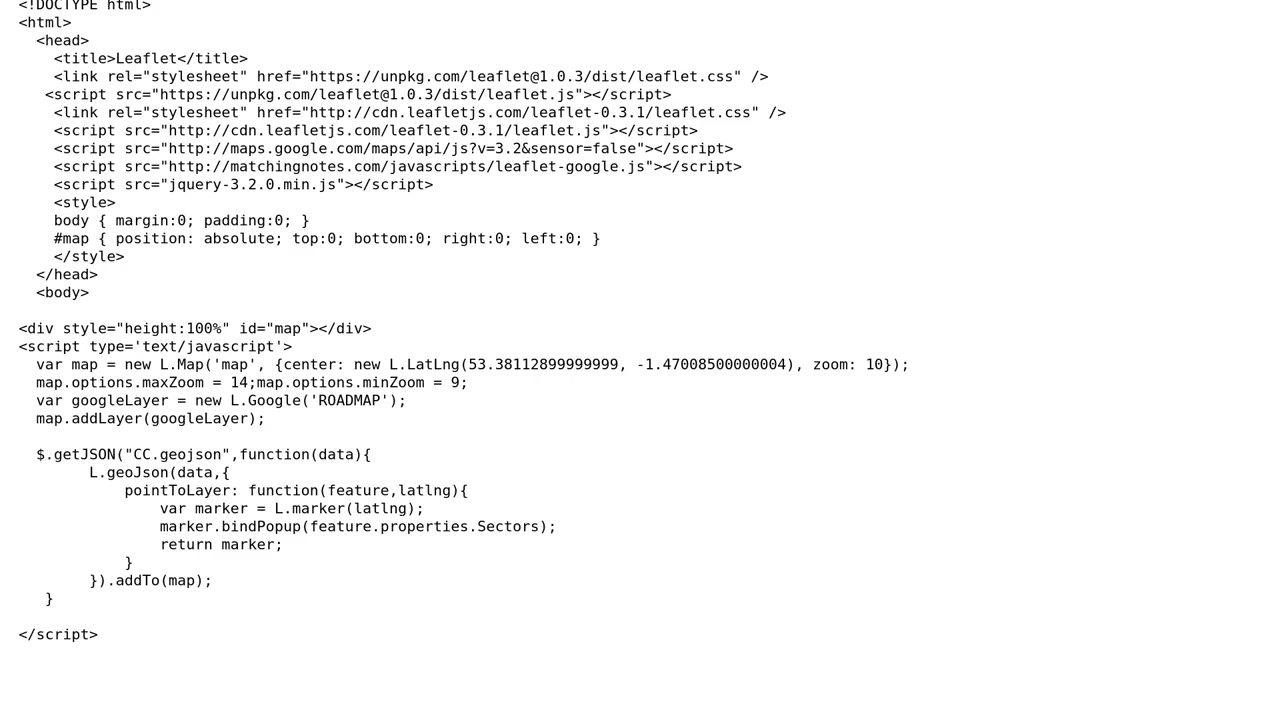 <!DOCTYPE html>
<html>
  <head>
    <title>Leaflet</title>
    <link rel="stylesheet" href="https://unpkg.com/leaflet@1.0.3/dist/leaflet.css" />
   <script src="https://unpkg.com/leaflet@1.0.3/dist/leaflet.js"></script>
    <link rel="stylesheet" href="http://cdn.leafletjs.com/leaflet-0.3.1/leaflet.css" />
    <script src="http://cdn.leafletjs.com/leaflet-0.3.1/leaflet.js"></script>
    <script src="http://maps.google.com/maps/api/js?v=3.2&sensor=false"></script>
    <script src="http://matchingnotes.com/javascripts/leaflet-google.js"></script>
    <script src="jquery-3.2.0.min.js"></script>
    <style>
    body { margin:0; padding:0; }
    #map { position: absolute; top:0; bottom:0; right:0; left:0; }
    </style>
  </head>
  <body>

<div style="height:100%" id="map"></div>
<script type='text/javascript'>
  var map = new L.Map('map', {center: new L.LatLng(53.38112899999999, -1.47008500000004), zoom: 10});
  map.options.maxZoom = 14;map.options.minZoom = 9;
  var googleLayer = new L.Google('ROADMAP');
  map.addLayer(googleLayer);

  $.getJSON("CC.geojson",function(data){
        L.geoJson(data,{
            pointToLayer: function(feature,latlng){
                var marker = L.marker(latlng);
                marker.bindPopup(feature.properties.Sectors);
                return marker;
            }
        }).addTo(map);
   }

</script>